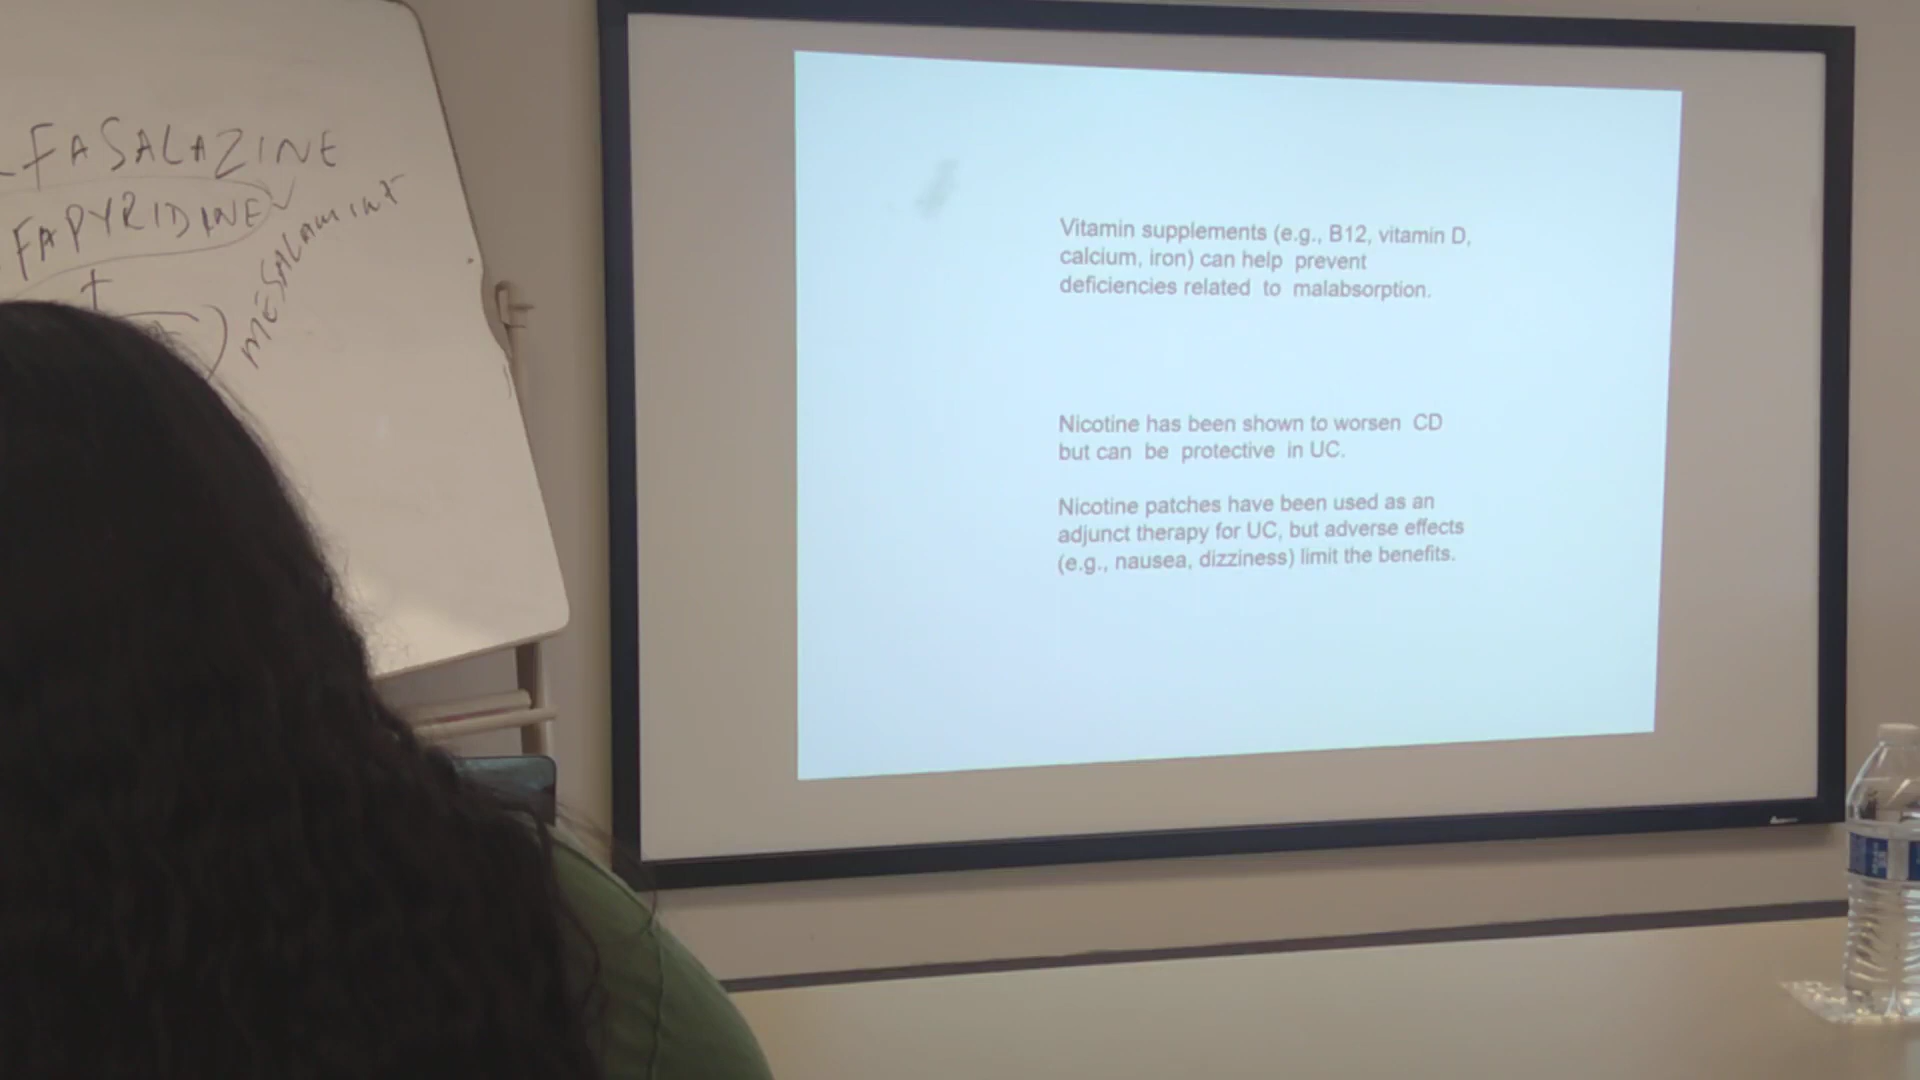 FASALAZINE
FAPYRIDINE
+
MESALAMINE
Vitamin supplements (e.g., B12, vitamin D,
calcium, iron) can help prevent
deficiencies related to malabsorption.
Nicotine has been shown to worsen CD
but can be protective in UC.
Nicotine patches have been used as an
adjunct therapy for UC, but adverse effects
(e.g., nausea, dizziness) limit the benefits.